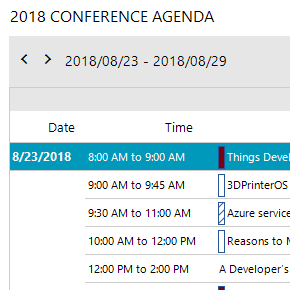 2018 CONFERENCE AGENDA
2018/08/23 - 2018/08/29
Date Time
8/23/2018 8:00 AM to 9:00 AM Things Devel
9:00 AM to 9:45 AM 3DPrinterOS
9:30 AM to 11:00 AM Azure service
10:00 AM to 12:00 PM Reasons to
12:00 PM to 2:00 PM A Developer's